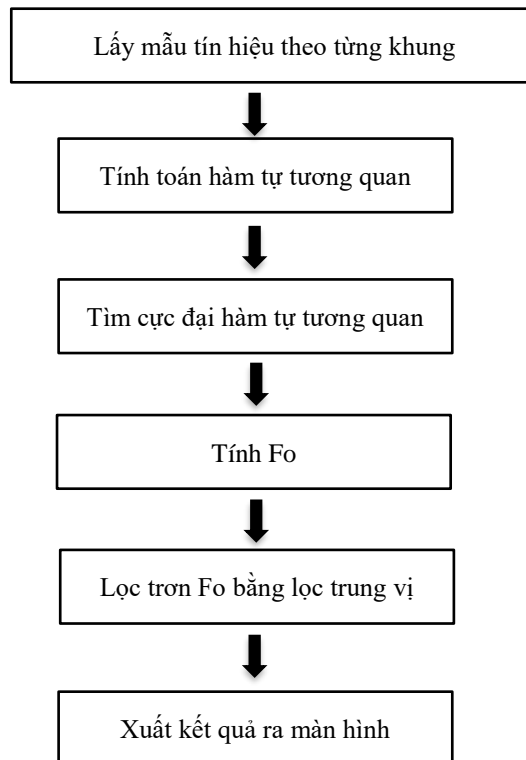 Lấy mẫu tín hiệu theo từng khung
Tính toán hàm tự tương quan
Tìm cực đại hàm tự tương quan
Tính Fo
Lọc trơn Fo bằng lọc trung vị
Xuất kết quả ra màn hình